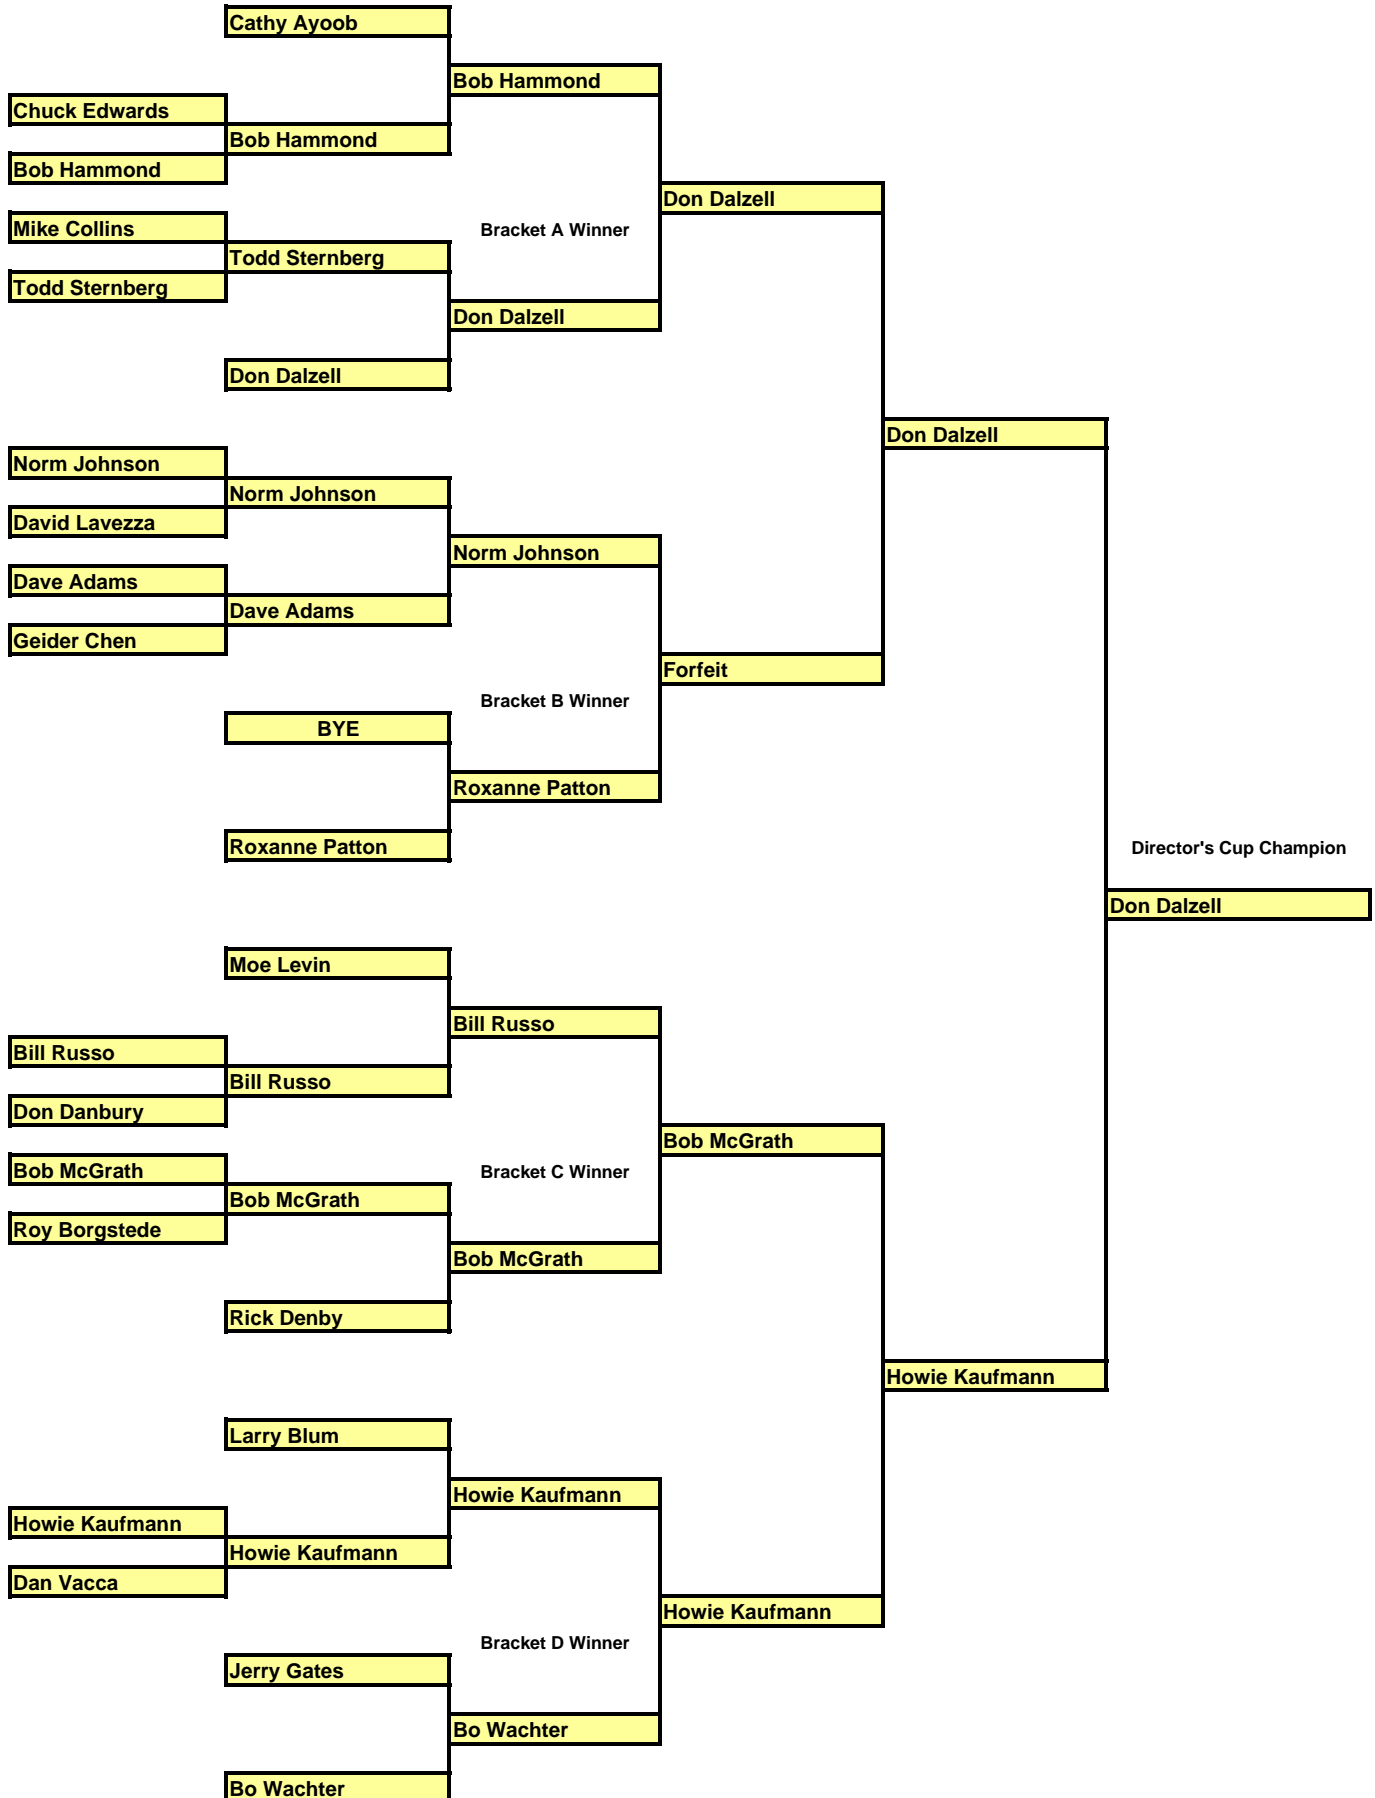 Cathy Ayoob
Bob Hammond
Chuck Edwards
Bob Hammond
Bob Hammond
Don Dalzell
Mike Collins
Bracket A Winner
Todd Sternberg
Todd Sternberg
Don Dalzell
Don Dalzell
Don Dalzell
Norm Johnson
Norm Johnson
David Lavezza
Norm Johnson
Dave Adams
Dave Adams
Geider Chen
Forfeit
Bracket B Winner
BYE
Roxanne Patton
Roxanne Patton
Director's Cup Champion
Don Dalzell
Moe Levin
Bill Russo
Bill Russo
Bill Russo
Don Danbury
Bob McGrath
Bob McGrath
Bracket C Winner
Bob McGrath
Roy Borgstede
Bob McGrath
Rick Denby
Howie Kaufmann
Larry Blum
Howie Kaufmann
Howie Kaufmann
Howie Kaufmann
Dan Vacca
Howie Kaufmann
Bracket D Winner
Jerry Gates
Bo Wachter
Bo Wachter